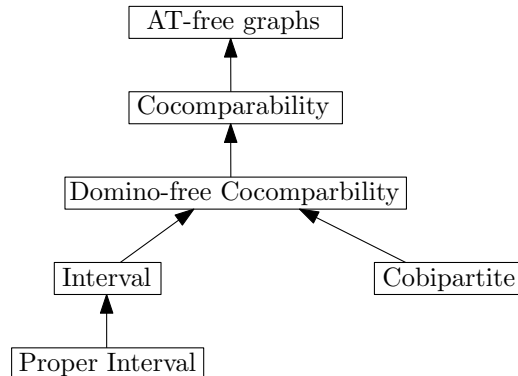 AT-free graphs
Cocomparability
Domino-free Cocomparbility
Interval
Cobipartite
Proper Interval